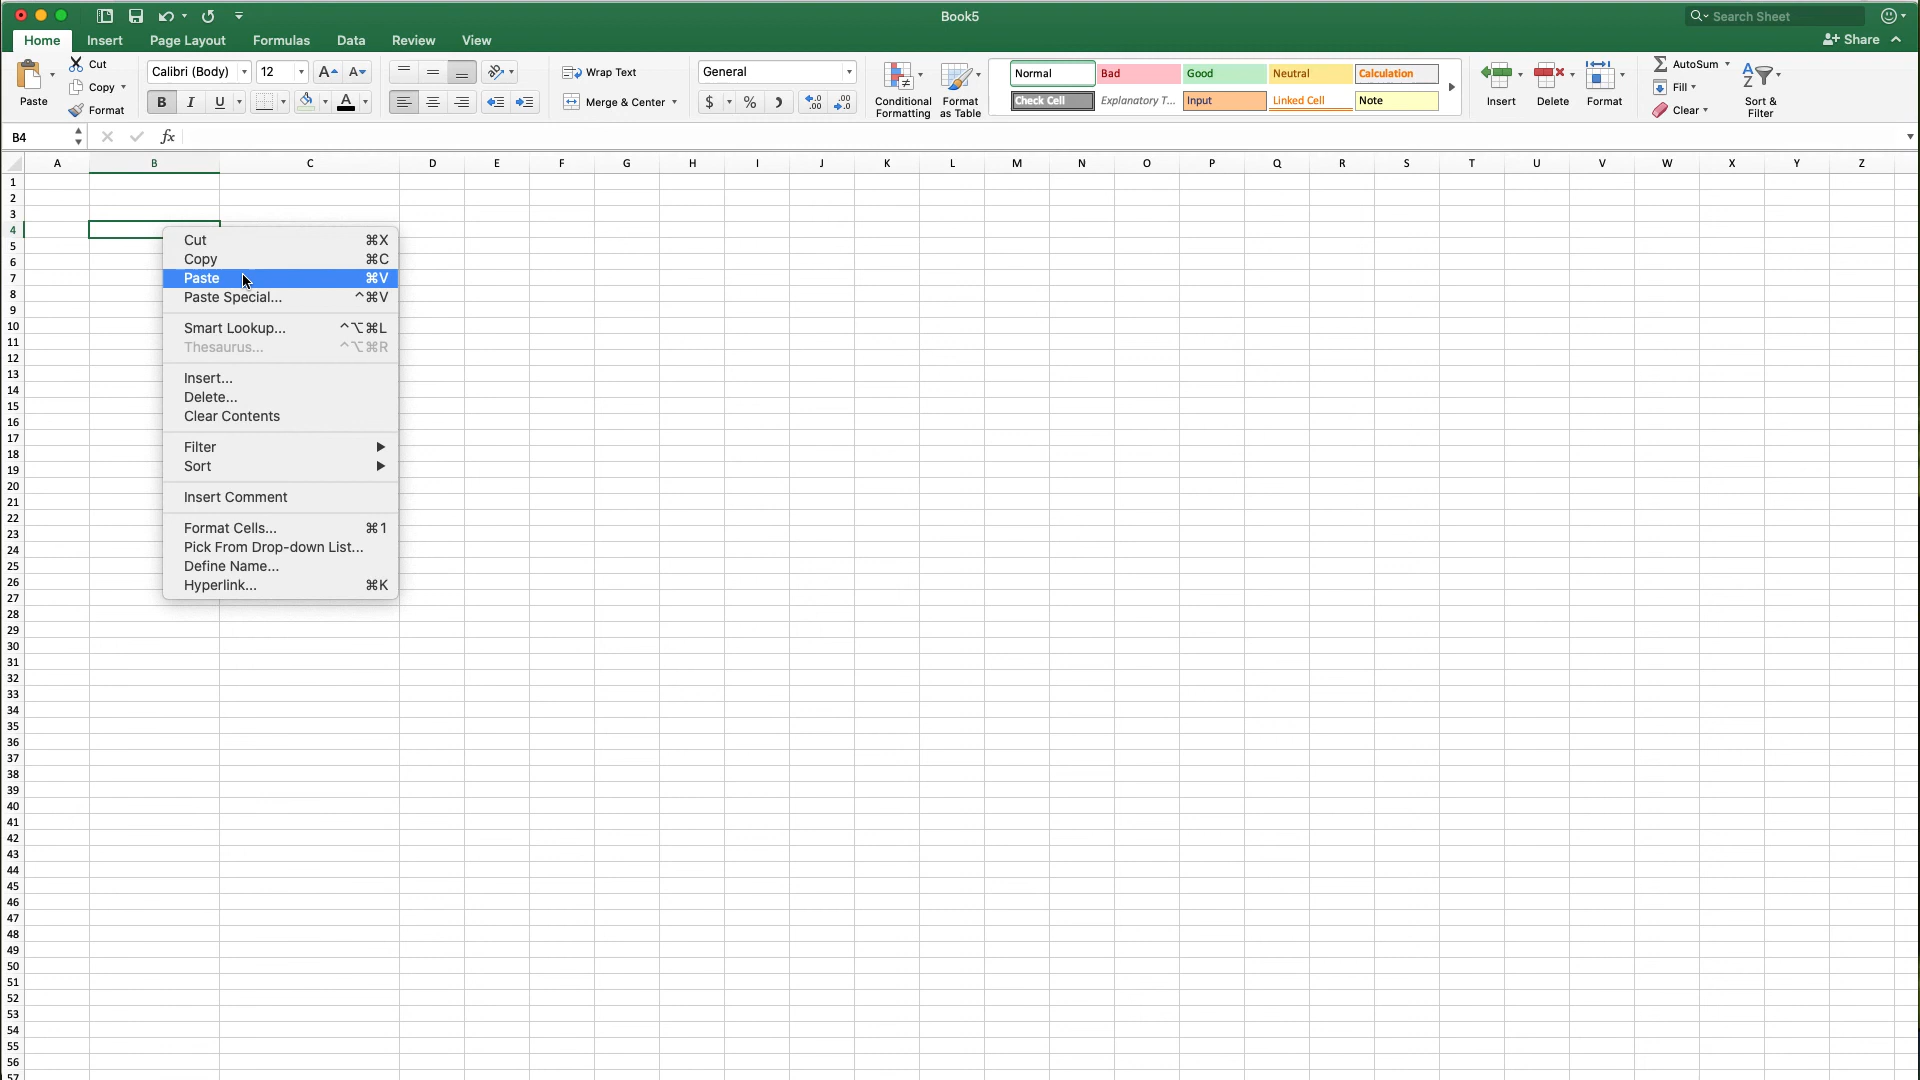 Book5
Search Sheet
Home Insert Page Layout Formulas Data Review View
Share
Paste
Cut
Copy
Format
Calibri (Body) 12
B I U
Wrap Text
Merge & Center
General
$ % )
Conditional Formatting
Format as Table
Normal Bad Good Neutral Calculation
Check Cell Explanatory T... Input Linked Cell Note
Insert Delete Format
AutoSum
Fill
Clear
Sort & Filter
B4 fx
A B C D E F G H I J K L M N O P Q R S T U V W X Y Z
1
2
3
4
5
6
7
8
9
10
11
12
13
14
15
16
17
18
19
20
21
22
23
24
25
26
27
28
29
30
31
32
33
34
35
36
37
38
39
40
41
42
43
44
45
46
47
48
49
50
51
52
53
54
55
56
57
Cut ⌘X
Copy ⌘C
Paste ⌘V
Paste Special... ^⌘V
Smart Lookup... ^⌥⌘L
Thesaurus... ^⌥⌘R
Insert...
Delete...
Clear Contents
Filter
Sort
Insert Comment
Format Cells... ⌘1
Pick From Drop-down List...
Define Name...
Hyperlink... ⌘K